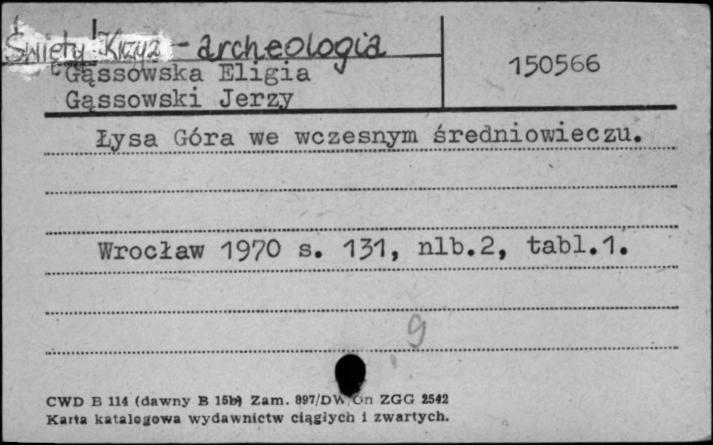 Święty Krzyż - archeologia
Gąssowska Eligia
150566
Gąssowski Jerzy
Łysa Góra we wczesnym średniowieczu.
Wrocław 1970 s. 131, nlb.2, tabl.1.
9
CWD B 114 (dawny B 15b) Zam. 897/DW/On ZGG 2542
Karta katalogowa wydawnictw ciągłych i zwartych.